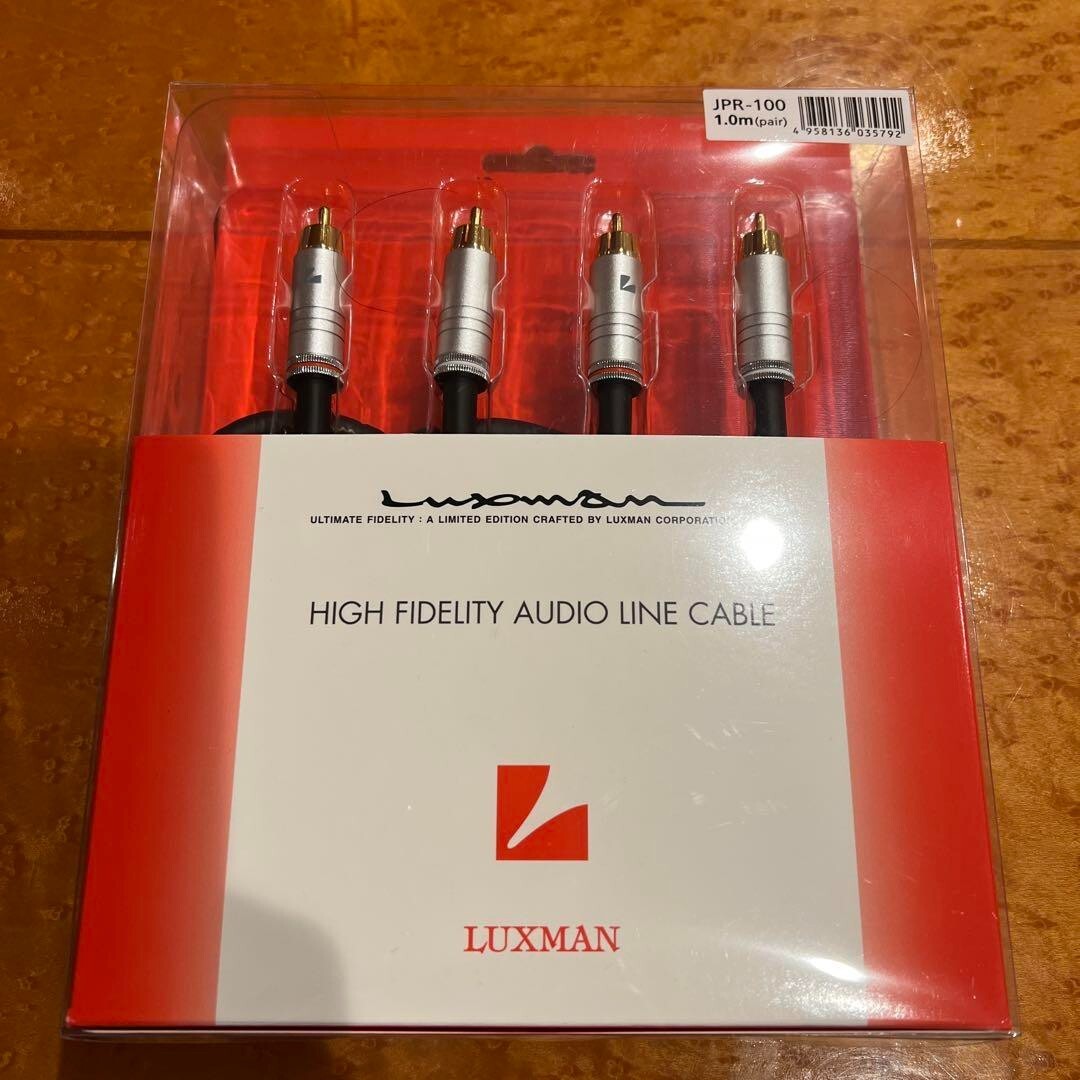 JPR-100
1.0m(pair)
4 958136 035792
LUXMAN
ULTIMATE FIDELITY : A LIMITED EDITION CRAFTED BY LUXMAN CORPORATION
HIGH FIDELITY AUDIO LINE CABLE
LUXMAN